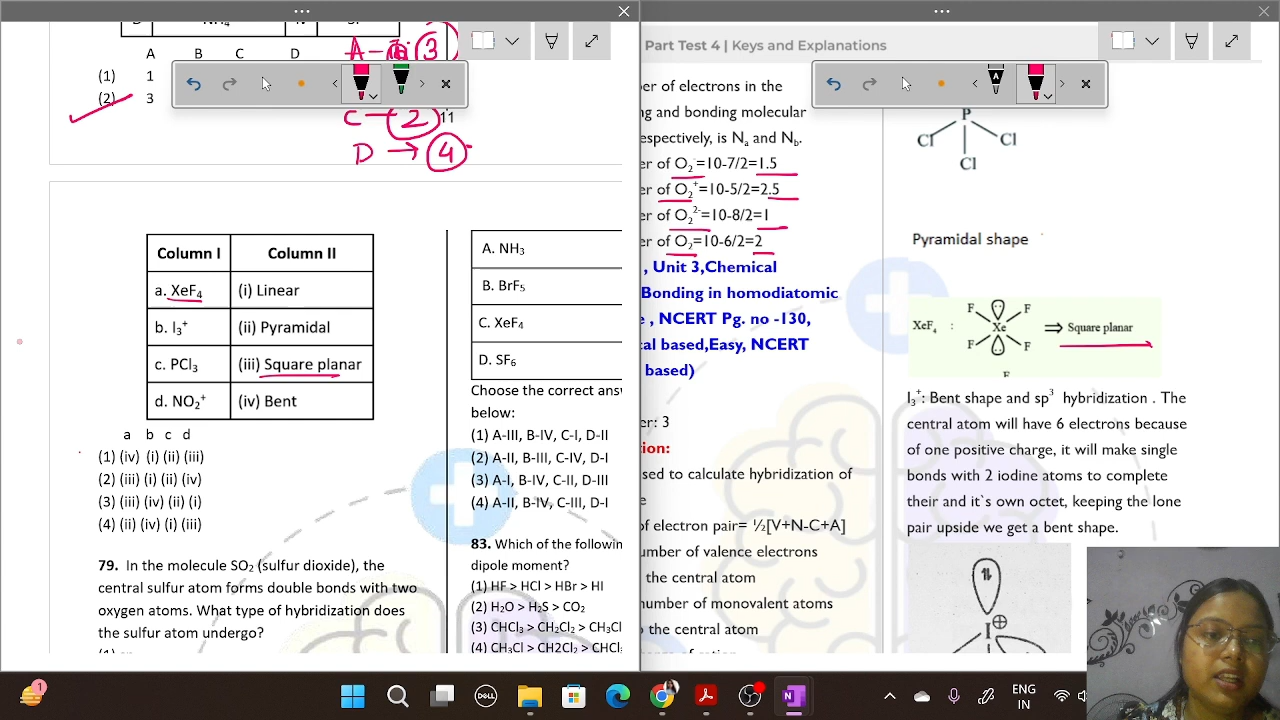 A B C D
(1) 1
(2) 3
A - (3)
C - (2) 11
D → (4)
Column I Column II
a. XeF₄ (i) Linear
b. I₃⁺ (ii) Pyramidal
c. PCl₃ (iii) Square planar
d. NO₂⁺ (iv) Bent
a b c d
(1) (iv) (i) (ii) (iii)
(2) (iii) (i) (ii) (iv)
(3) (iii) (iv) (ii) (i)
(4) (ii) (iv) (i) (iii)
79. In the molecule SO₂ (sulfur dioxide), the
central sulfur atom forms double bonds with two
oxygen atoms. What type of hybridization does
the sulfur atom undergo?
A. NH₃
B. BrF₅
C. XeF₄
D. SF₆
Choose the correct ans
below:
(1) A-III, B-IV, C-I, D-II
(2) A-II, B-III, C-IV, D-I
(3) A-I, B-IV, C-II, D-III
(4) A-II, B-IV, C-III, D-I
83. Which of the followin
dipole moment?
(1) HF > HCl > HBr > HI
(2) H₂O > H₂S > CO₂
(3) CHCl₃ > CH₂Cl₂ > CH₃Cl
(4) CH₃Cl > CH2Cl₂ > CHCl
Part Test 4 | Keys and Explanations
er of electrons in the
ng and bonding molecular
espectively, is Nₐ and N_b.
er of O₂⁻=10-7/2=1.5
er of O₂⁺=10-5/2=2.5
er of O₂²⁻=10-8/2=1
er of O₂=10-6/2=2
, Unit 3,Chemical
Bonding in homodiatomic
e , NCERT Pg. no -130,
al based,Easy, NCERT
based)
er: 3
ion:
sed to calculate hybridization of
e
of electron pair= ½[V+N-C+A]
umber of valence electrons
the central atom
number of monovalent atoms
o the central atom
P
Cl Cl
Cl
Pyramidal shape
F F
XeF₄ : Xe ⇒ Square planar
F F
F
I₃⁺: Bent shape and sp³ hybridization . The
central atom will have 6 electrons because
of one positive charge, it will make single
bonds with 2 iodine atoms to complete
their and it`s own octet, keeping the lone
pair upside we get a bent shape.
I ⊕
1
DELL
ENG
IN